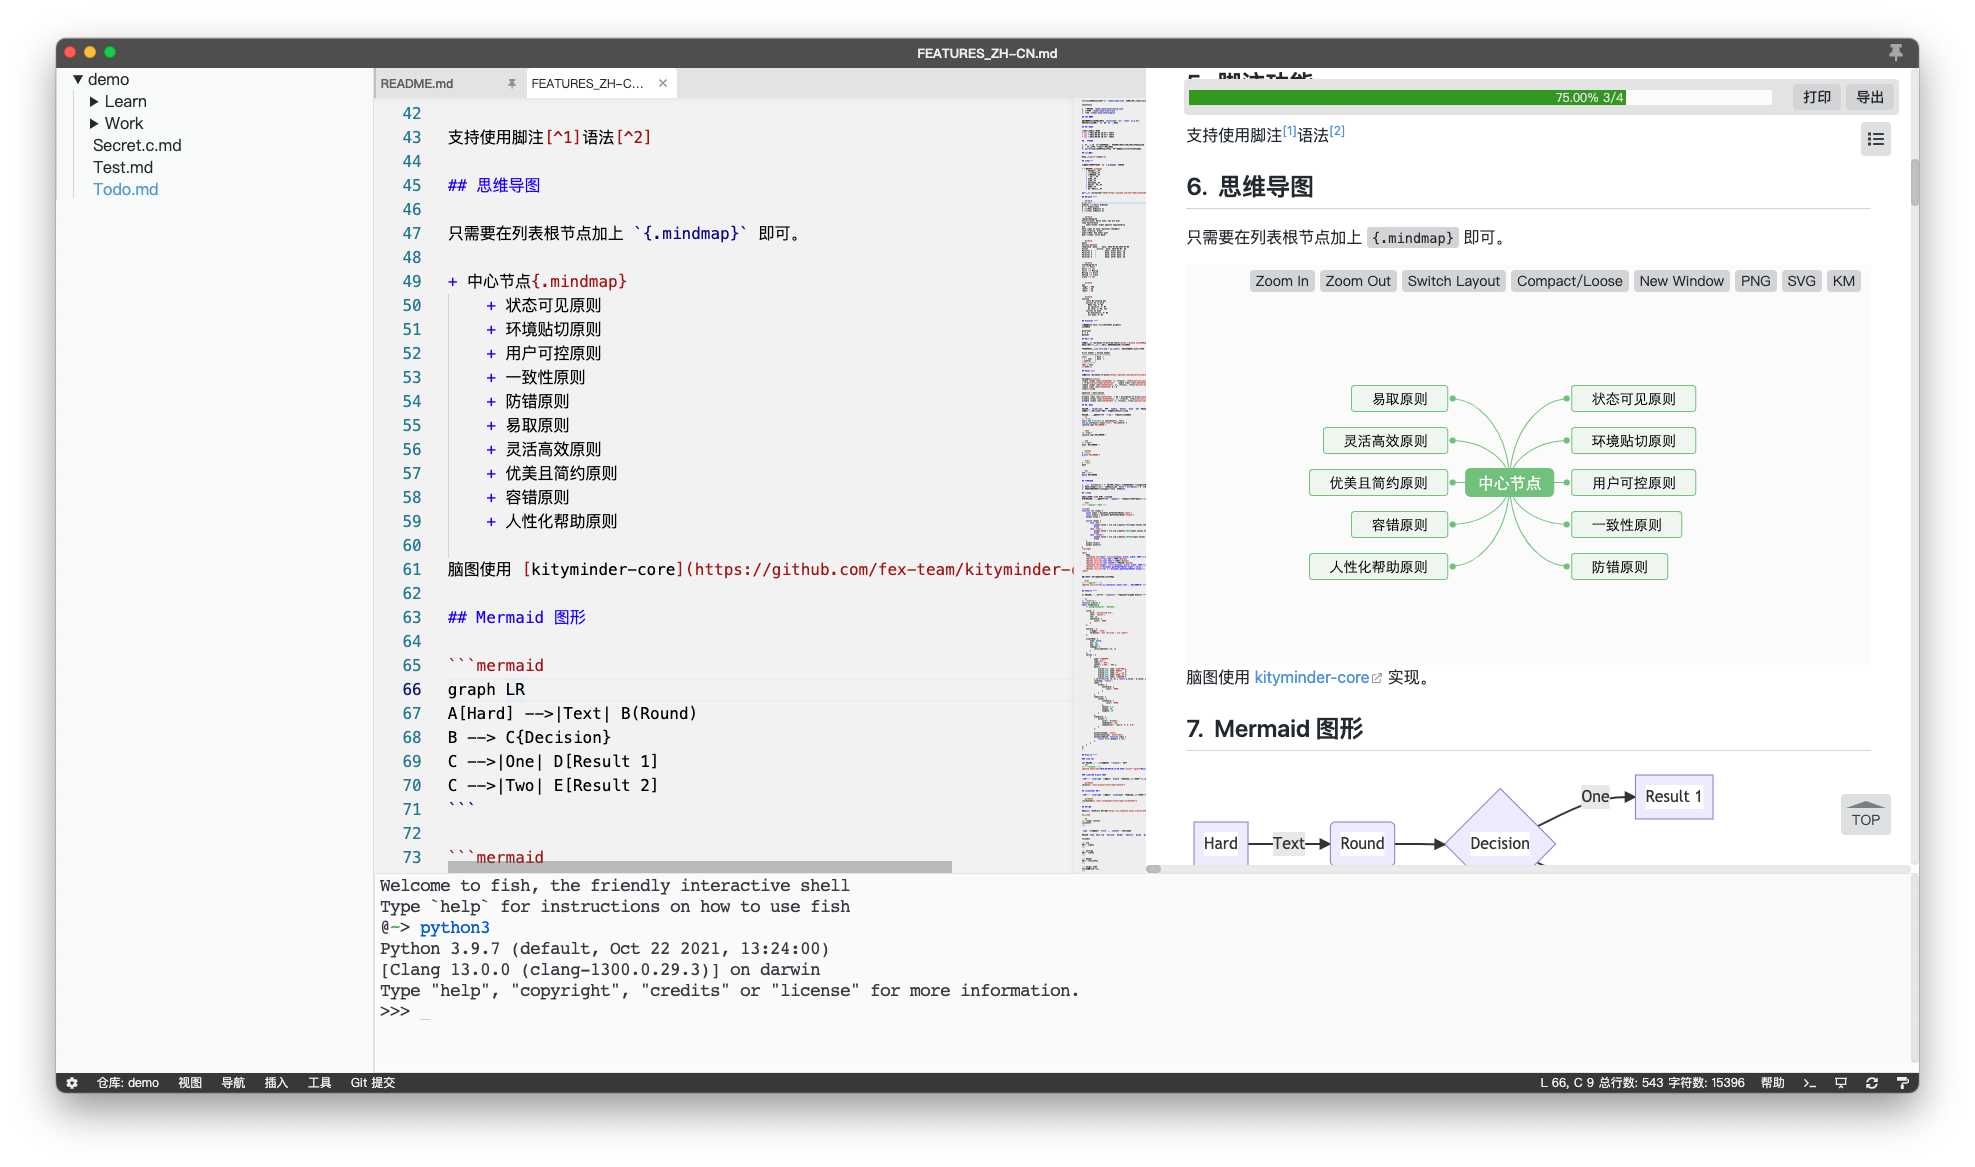 FEATURES_ZH-CN.md
demo
Learn
Work
Secret.c.md
Test.md
Todo.md
README.md
FEATURES_ZH-C...
42
43 支持使用脚注[^1]语法[^2]
44
45 ## 思维导图
46
47 只需要在列表根节点加上 `{.mindmap}` 即可。
48
49 + 中心节点{.mindmap}
50 + 状态可见原则
51 + 环境贴切原则
52 + 用户可控原则
53 + 一致性原则
54 + 防错原则
55 + 易取原则
56 + 灵活高效原则
57 + 优美且简约原则
58 + 容错原则
59 + 人性化帮助原则
60
61 脑图使用 [kityminder-core](https://github.com/fex-team/kityminder-
62
63 ## Mermaid 图形
64
65 ```mermaid
66 graph LR
67 A[Hard] -->|Text| B(Round)
68 B --> C{Decision}
69 C -->|One| D[Result 1]
70 C -->|Two| E[Result 2]
71 ```
72
73 ```mermaid
5. 脚注功能
75.00% 3/4
打印 导出
支持使用脚注[1]语法[2]
6. 思维导图
只需要在列表根节点加上 {.mindmap} 即可。
Zoom In Zoom Out Switch Layout Compact/Loose New Window PNG SVG KM
易取原则 状态可见原则
灵活高效原则 环境贴切原则
优美且简约原则 中心节点 用户可控原则
容错原则 一致性原则
人性化帮助原则 防错原则
脑图使用 kityminder-core 实现。
7. Mermaid 图形
One Result 1
TOP
Hard Text Round Decision
Welcome to fish, the friendly interactive shell
Type `help` for instructions on how to use fish
@~> python3
Python 3.9.7 (default, Oct 22 2021, 13:24:00)
[Clang 13.0.0 (clang-1300.0.29.3)] on darwin
Type "help", "copyright", "credits" or "license" for more information.
>>> _
仓库: demo 视图 导航 插入 工具 Git 提交
L 66, C 9 总行数: 543 字符数: 15396 帮助